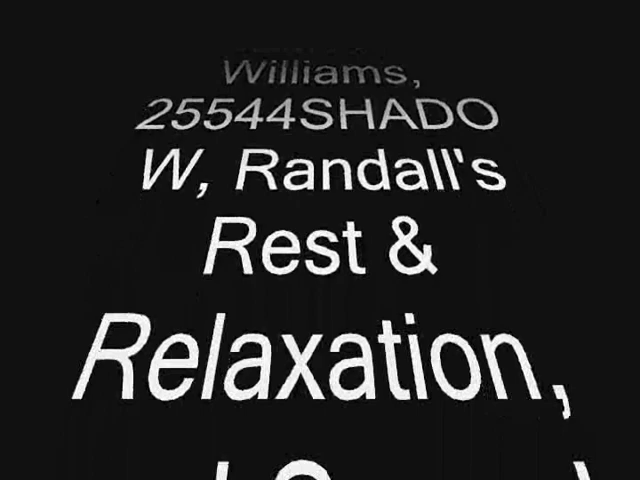 Williams,
25544SHADO
W, Randall's
Rest &
Relaxation,